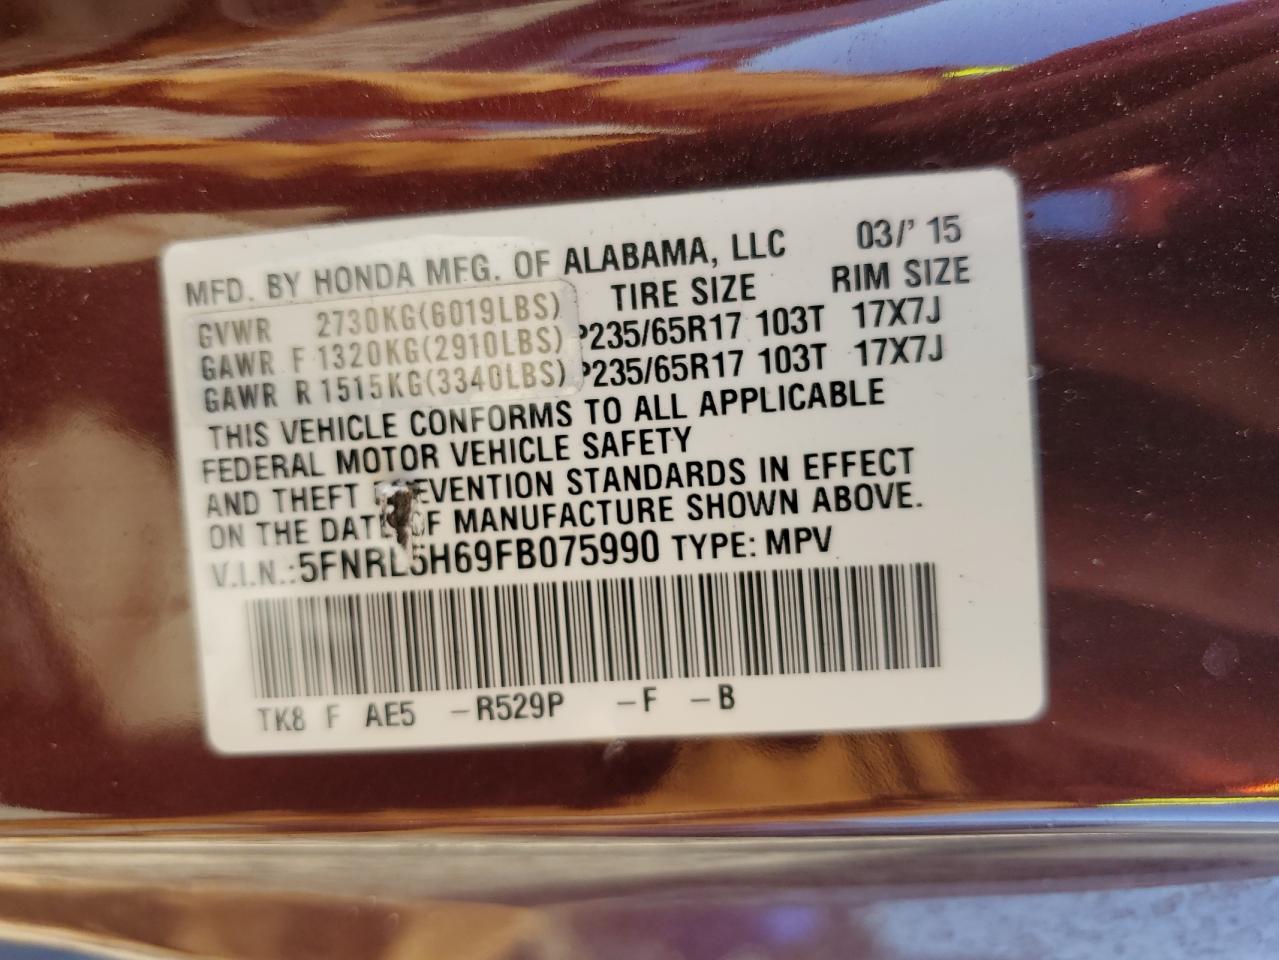 MFD. BY HONDA MFG. OF ALABAMA, LLC 03/' 15
GVWR 2730KG(6019LBS) TIRE SIZE RIM SIZE
GAWR F 1320KG(2910LBS) P235/65R17 103T 17X7J
GAWR R 1515KG(3340LBS) P235/65R17 103T 17X7J
THIS VEHICLE CONFORMS TO ALL APPLICABLE
FEDERAL MOTOR VEHICLE SAFETY
AND THEFT PREVENTION STANDARDS IN EFFECT
ON THE DATE OF MANUFACTURE SHOWN ABOVE.
V.I.N.:5FNRL5H69FB075990 TYPE: MPV
TK8 F AE5 -R529P -F -B